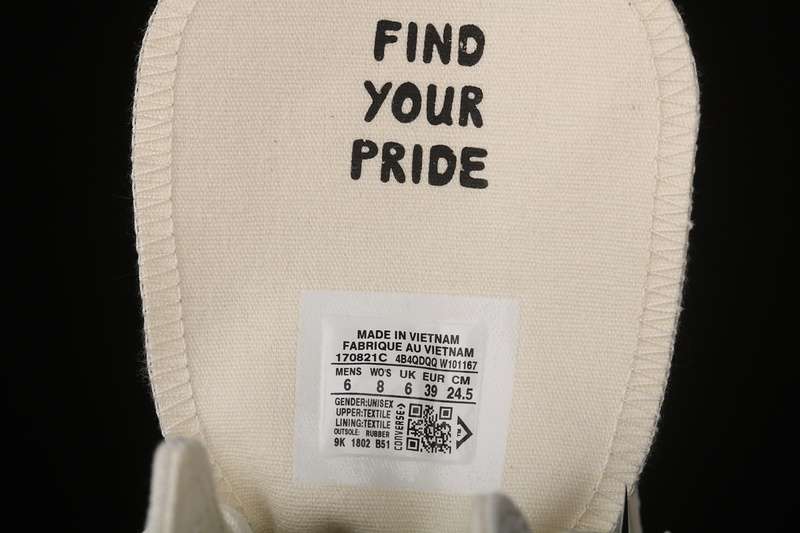 FIND
YOUR
PRIDE
MADE IN VIETNAM
FABRIQUE AU VIETNAM
170821C 4B4QDQQ W101167
MENS WO'S UK EUR CM
6 8 6 39 24.5
GENDER:UNISEX
UPPER:TEXTILE
LINING:TEXTILE
OUTSOLE: RUBBER
9K 1802 B51
CONVERSE